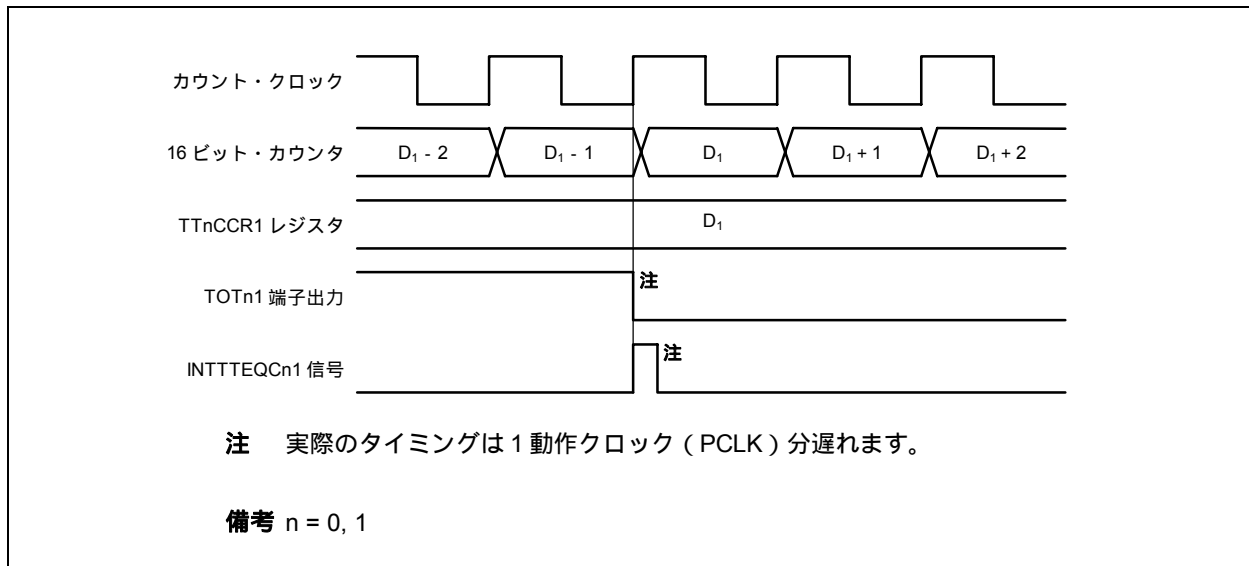 カウント・クロック
16 ビット・カウンタ D₁ - 2 D₁ - 1 D₁ D₁ + 1 D₁ + 2
TTnCCR1 レジスタ D₁
TOTn1 端子出力 注
INTTTEQCn1 信号 注
注 実際のタイミングは 1 動作クロック（PCLK）分遅れます。
備考 n = 0, 1